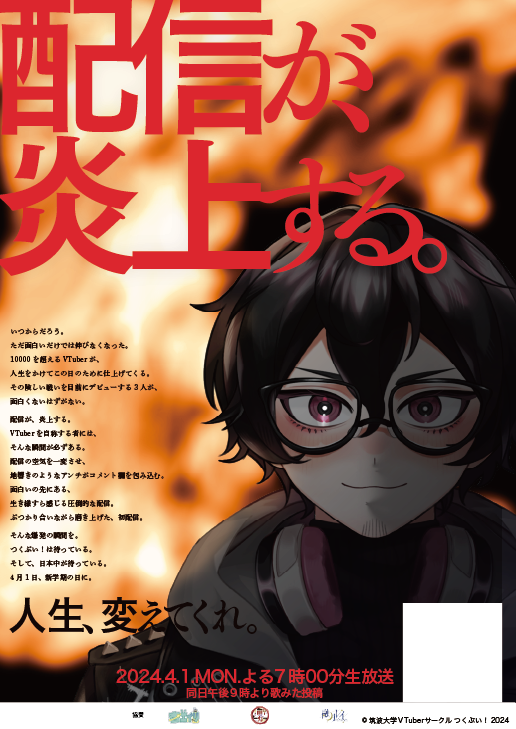 配信が、
炎上する。
いつからだろう。
ただ面白いだけでは伸びなくなった。
10000を超えるVTuberが、
人生をかけてこの日のために仕上げてくる。
その険しい戦いを目前にデビューする3人が、
面白くないはずがない。
配信が、炎上する。
VTuberを自称する者には、
そんな瞬間が必ずある。
配信の空気を一変させ、
地響きのようなアンチがコメント欄を包み込む。
面白いの先にある、
生き様すら感じる圧倒的な配信。
ぶつかり合いながら磨き上げた、初配信。
そんな爆発の瞬間を。
つくぶい！は待っている。
そして、日本中が待っている。
4月1日、新学期の日に。
人生、変えてくれ。
2024.4.1.MON.よる7時00分生放送
同日午後9時より歌みた投稿
協賛
© 筑波大学VTuberサークル つくぶい！ 2024